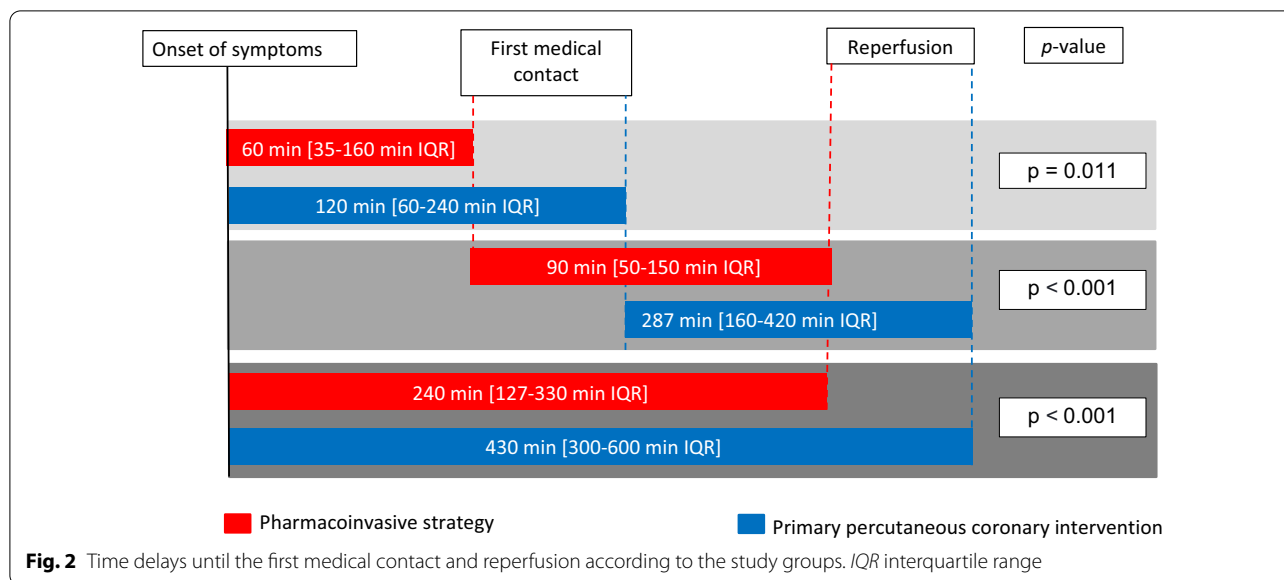 Onset of symptoms
First medical
contact
Reperfusion
p-value
60 min [35-160 min IQR]
120 min [60-240 min IQR]
p = 0.011
90 min [50-150 min IQR]
287 min [160-420 min IQR]
p < 0.001
240 min [127-330 min IQR]
430 min [300-600 min IQR]
p < 0.001
Pharmacoinvasive strategy
Primary percutaneous coronary intervention
Fig. 2 Time delays until the first medical contact and reperfusion according to the study groups. IQR interquartile range